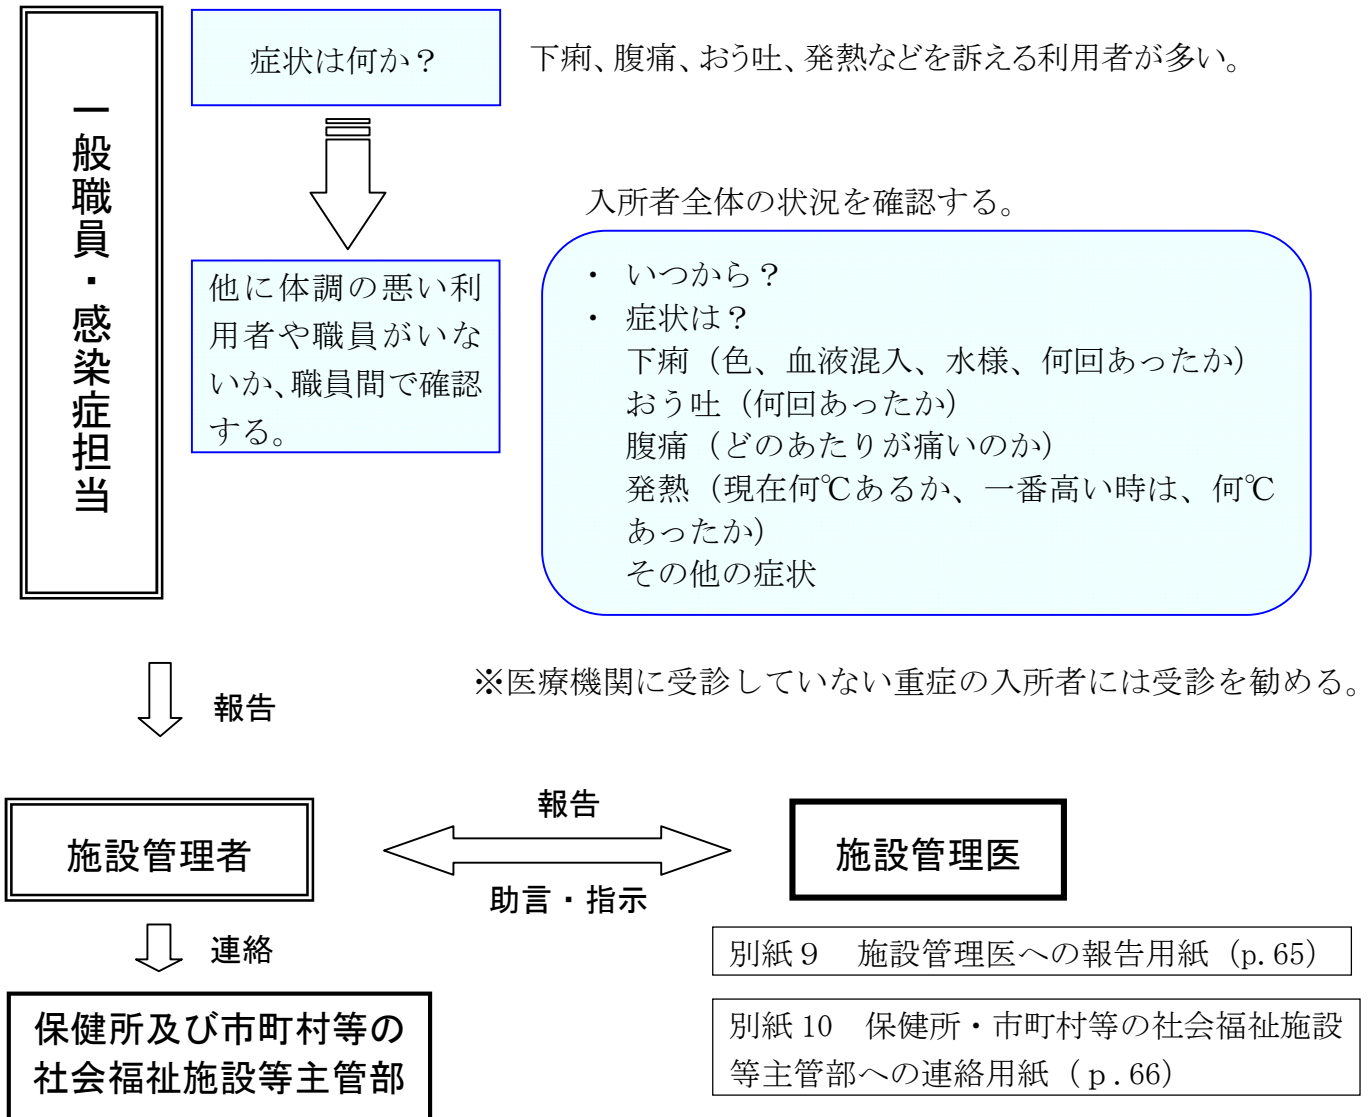 一般職員・感染症担当
症状は何か？
下痢、腹痛、おう吐、発熱などを訴える利用者が多い。
他に体調の悪い利
用者や職員がいな
いか、職員間で確認
する。
入所者全体の状況を確認する。
・ いつから？
・ 症状は？
下痢（色、血液混入、水様、何回あったか）
おう吐（何回あったか）
腹痛（どのあたりが痛いのか）
発熱（現在何℃あるか、一番高い時は、何℃
あったか）
その他の症状
※医療機関に受診していない重症の入所者には受診を勧める。
報告
施設管理者
報告
助言・指示
施設管理医
連絡
保健所及び市町村等の
社会福祉施設等主管部
別紙９　施設管理医への報告用紙（p.65）
別紙 10　保健所・市町村等の社会福祉施設
等主管部への連絡用紙（ｐ.66）